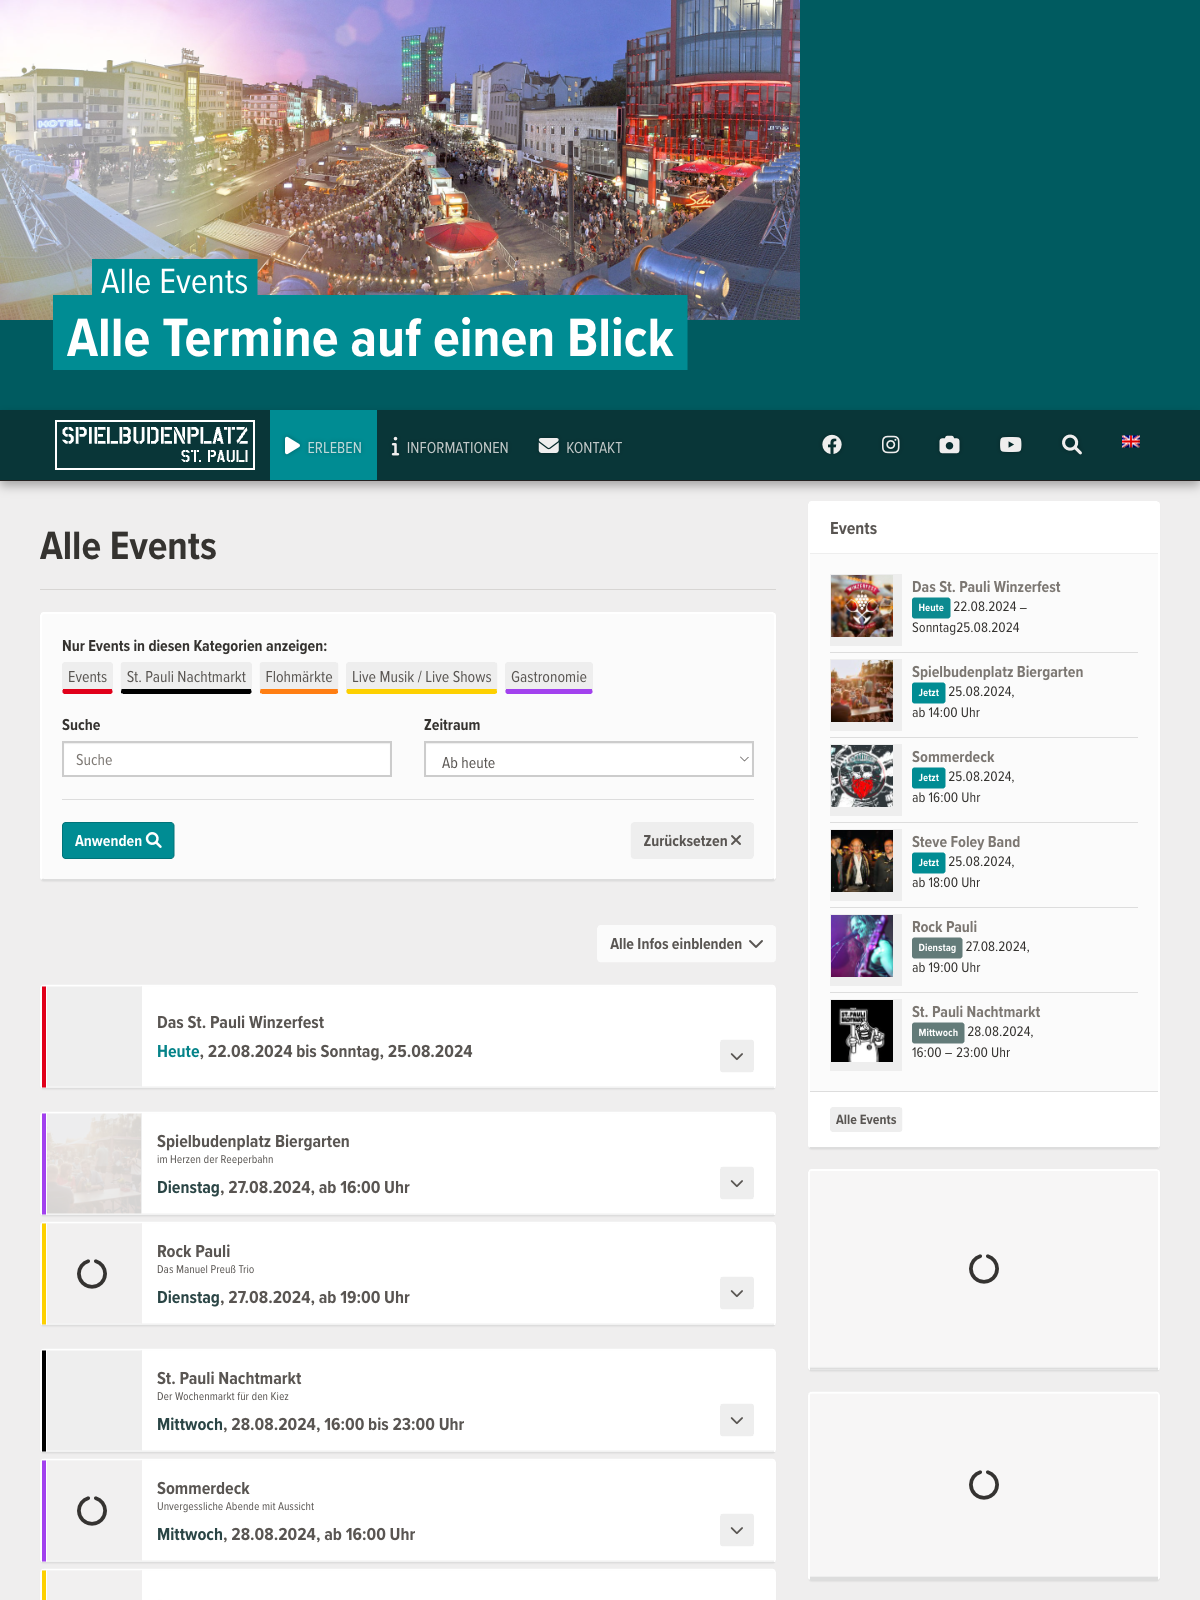 HOTEL
Alle Events
Alle Termine auf einen Blick
SPIELBUDENPLATZ
ST. PAULI
ERLEBEN
INFORMATIONEN
KONTAKT
Alle Events
Nur Events in diesen Kategorien anzeigen:
Events
St. Pauli Nachtmarkt
Flohmärkte
Live Musik / Live Shows
Gastronomie
Suche
Zeitraum
Suche
Ab heute
Anwenden
Zurücksetzen
Alle Infos einblenden
Das St. Pauli Winzerfest
Heute, 22.08.2024 bis Sonntag, 25.08.2024
Spielbudenplatz Biergarten
im Herzen der Reeperbahn
Dienstag, 27.08.2024, ab 16:00 Uhr
Rock Pauli
Das Manuel Preuß Trio
Dienstag, 27.08.2024, ab 19:00 Uhr
St. Pauli Nachtmarkt
Der Wochenmarkt für den Kiez
Mittwoch, 28.08.2024, 16:00 bis 23:00 Uhr
Sommerdeck
Unvergessliche Abende mit Aussicht
Mittwoch, 28.08.2024, ab 16:00 Uhr
Events
Das St. Pauli Winzerfest
Heute 22.08.2024 –
Sonntag25.08.2024
Spielbudenplatz Biergarten
Jetzt 25.08.2024,
ab 14:00 Uhr
Sommerdeck
Jetzt 25.08.2024,
ab 16:00 Uhr
Steve Foley Band
Jetzt 25.08.2024,
ab 18:00 Uhr
Rock Pauli
Dienstag 27.08.2024,
ab 19:00 Uhr
St. Pauli Nachtmarkt
Mittwoch 28.08.2024,
16:00 – 23:00 Uhr
Alle Events